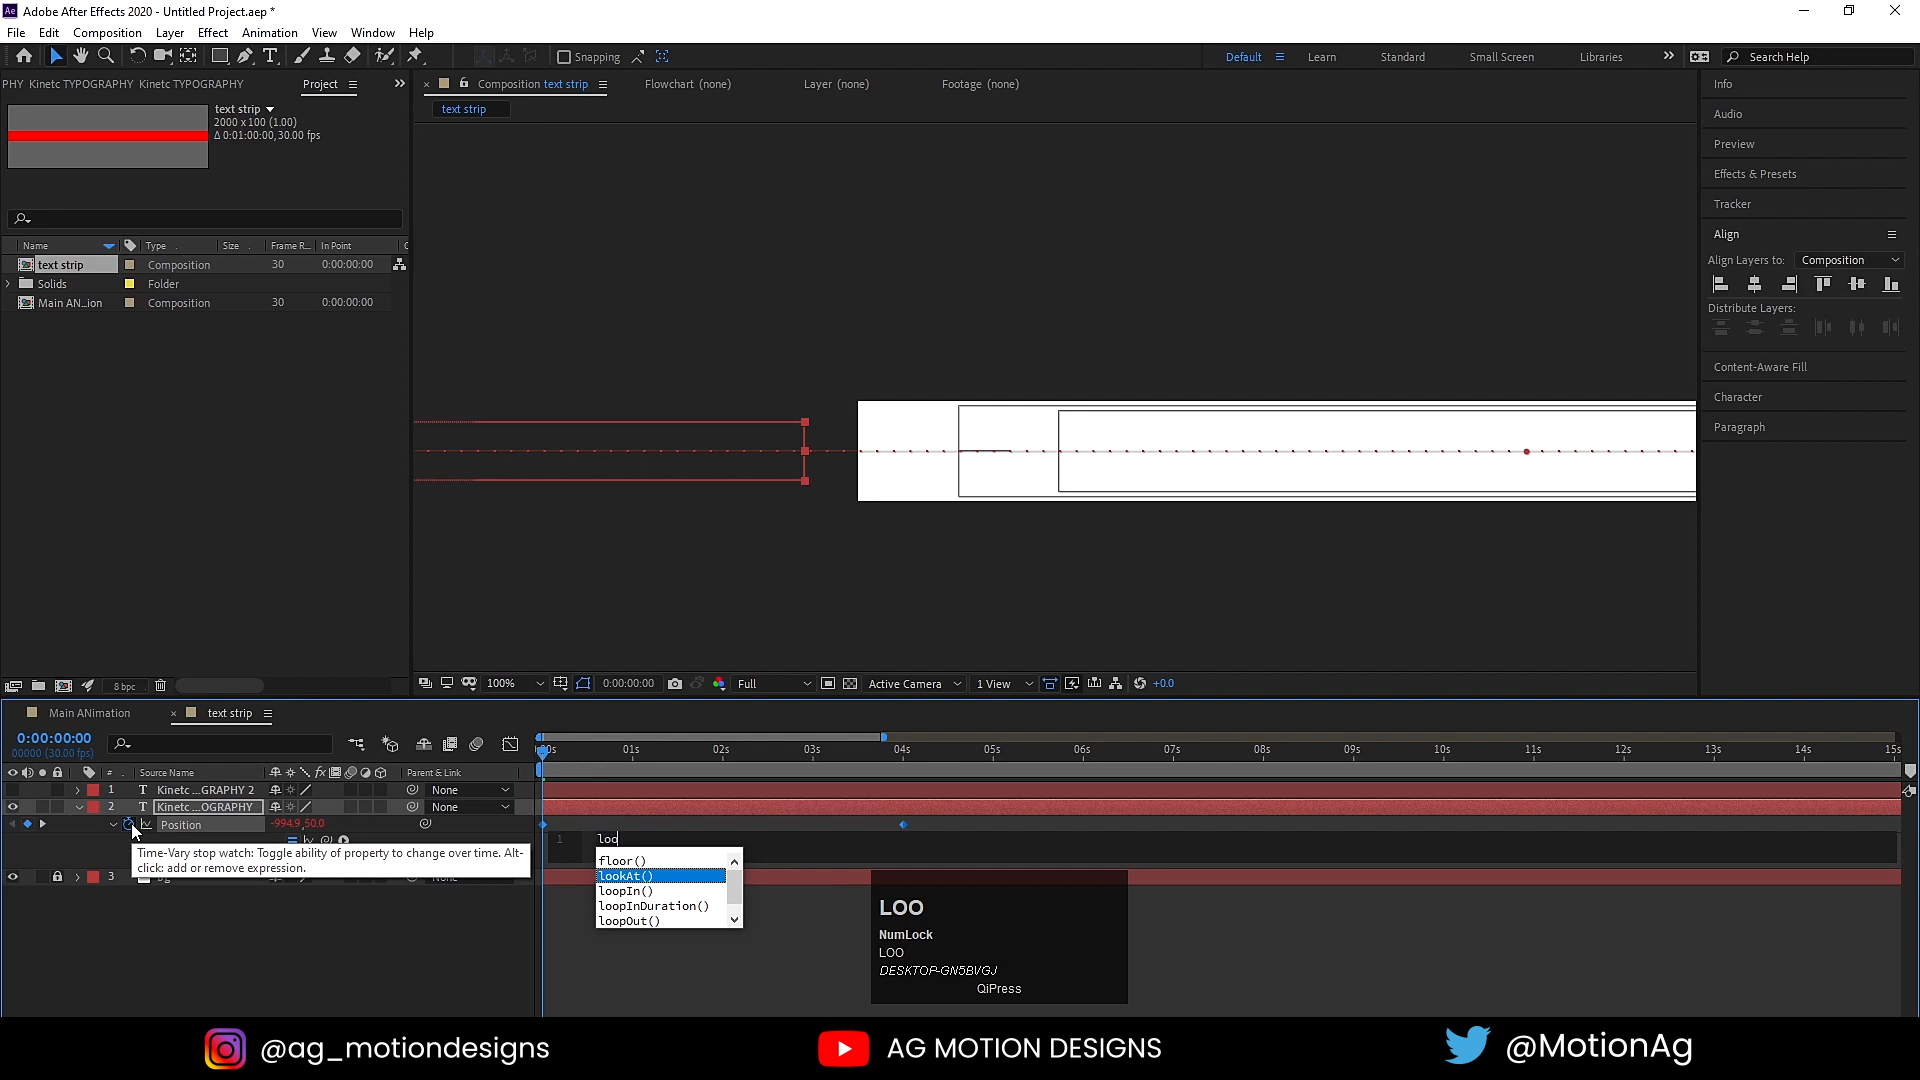 Adobe After Effects 2020 - Untitled Project.aep *
File Edit Composition Layer Effect Animation View Window Help
Snapping
Default Learn Standard Small Screen Libraries Search Help
PHY Kinetc TYPOGRAPHY Kinetc TYPOGRAPHY Project
text strip
2000 x 100 (1.00)
Δ 0:01:00:00, 30.00 fps
Composition text strip Flowchart (none) Layer (none) Footage (none)
text strip
Name Type Size Frame R... In Point
text strip Composition 30 0:00:00:00
Solids Folder
Main AN...ion Composition 30 0:00:00:00
Info
Audio
Preview
Effects & Presets
Tracker
Align
Align Layers to: Composition
Distribute Layers:
Content-Aware Fill
Character
Paragraph
8 bpc
100% 0:00:00:00 Full Active Camera 1 View +0.0
Main ANimation text strip
0:00:00:00
00000 (30.00 fps)
01s 02s 03s 04s 05s 06s 07s 08s 09s 10s 11s 12s 13s 14s 15s
# Source Name Parent & Link
1 T Kinetc ...GRAPHY 2 None
2 T Kinetc ...OGRAPHY None
Position -994.9,50.0
1 loo
Time-Vary stop watch: Toggle ability of property to change over time. Alt-
click: add or remove expression.
3
floor()
lookAt()
loopIn()
loopInDuration()
loopOut()
LOO
NumLock
LOO
DESKTOP-GN5BVGJ
QiPress
@ag_motiondesigns AG MOTION DESIGNS @MotionAg